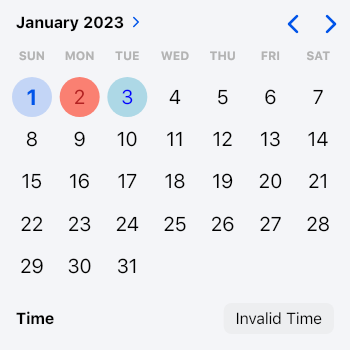 January 2023
SUN MON TUE WED THU FRI SAT
1 2 3 4 5 6 7
8 9 10 11 12 13 14
15 16 17 18 19 20 21
22 23 24 25 26 27 28
29 30 31
Time Invalid Time